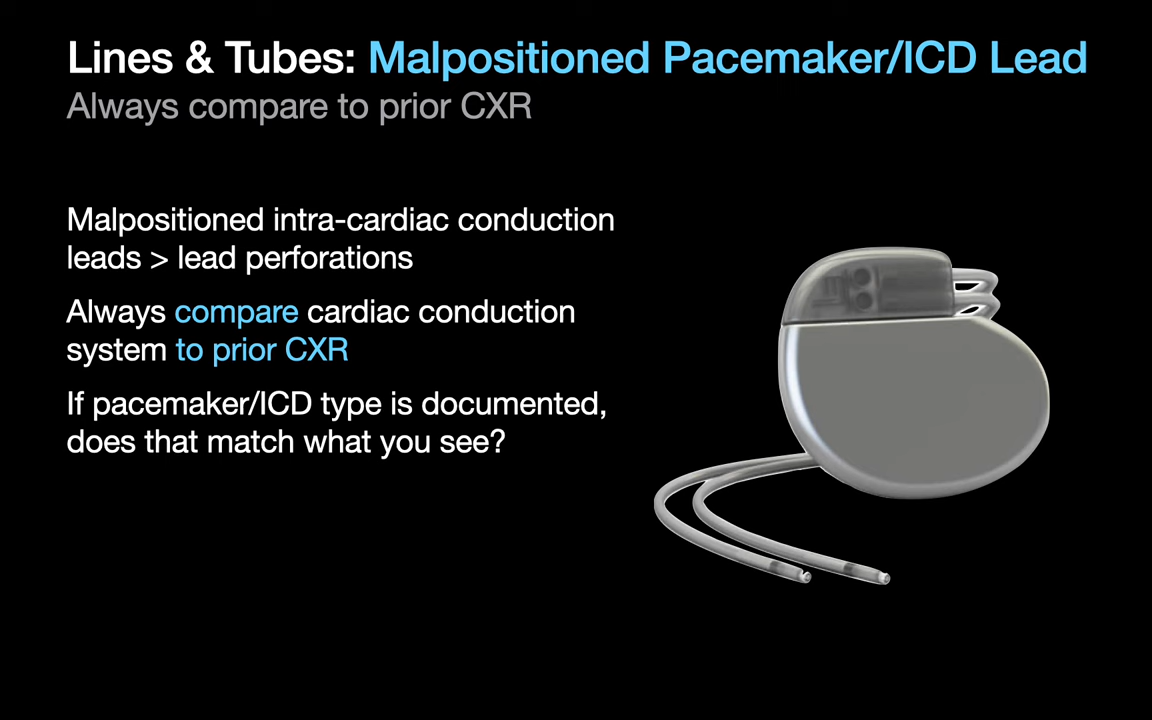 Lines & Tubes: Malpositioned Pacemaker/ICD Lead
Always compare to prior CXR
Malpositioned intra-cardiac conduction
leads > lead perforations
Always compare cardiac conduction
system to prior CXR
If pacemaker/ICD type is documented,
does that match what you see?